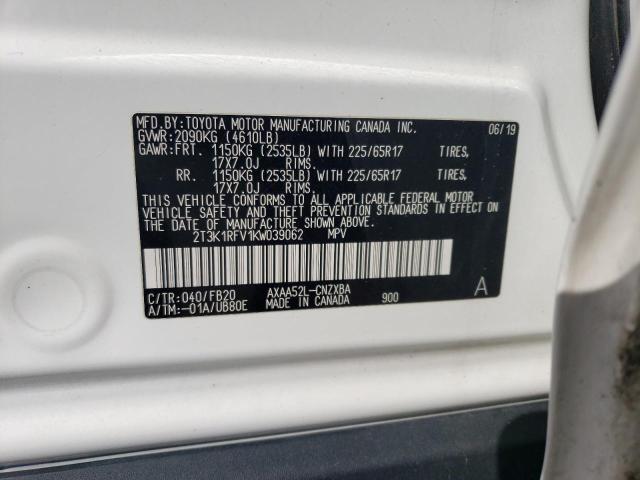 MFD.BY:TOYOTA MOTOR MANUFACTURING CANADA INC. 06/19
GVWR:2090KG (4610LB)
GAWR:FRT. 1150KG (2535LB) WITH 225/65R17 TIRES,
17X7.0J RIMS.
RR. 1150KG (2535LB) WITH 225/65R17 TIRES,
17X7.0J RIMS.
THIS VEHICLE CONFORMS TO ALL APPLICABLE FEDERAL MOTOR
VEHICLE SAFETY AND THEFT PREVENTION STANDARDS IN EFFECT
ON THE DATE OF MANUFACTURE SHOWN ABOVE.
2T3K1RFV1KW039062 MPV
C/TR:040/FB20 AXAA52L-CNZXBA 900 A
A/TM:-01A/UB80E MADE IN CANADA